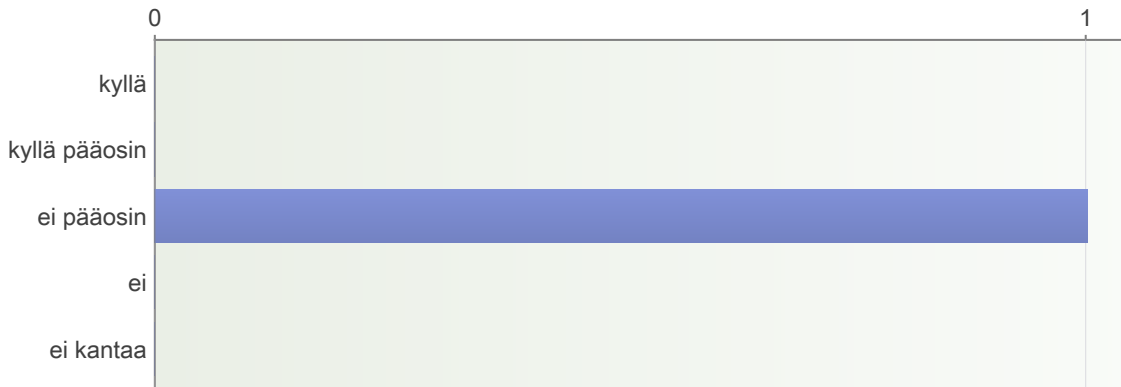 0 1
kyllä
kyllä pääosin
ei pääosin
ei
ei kantaa